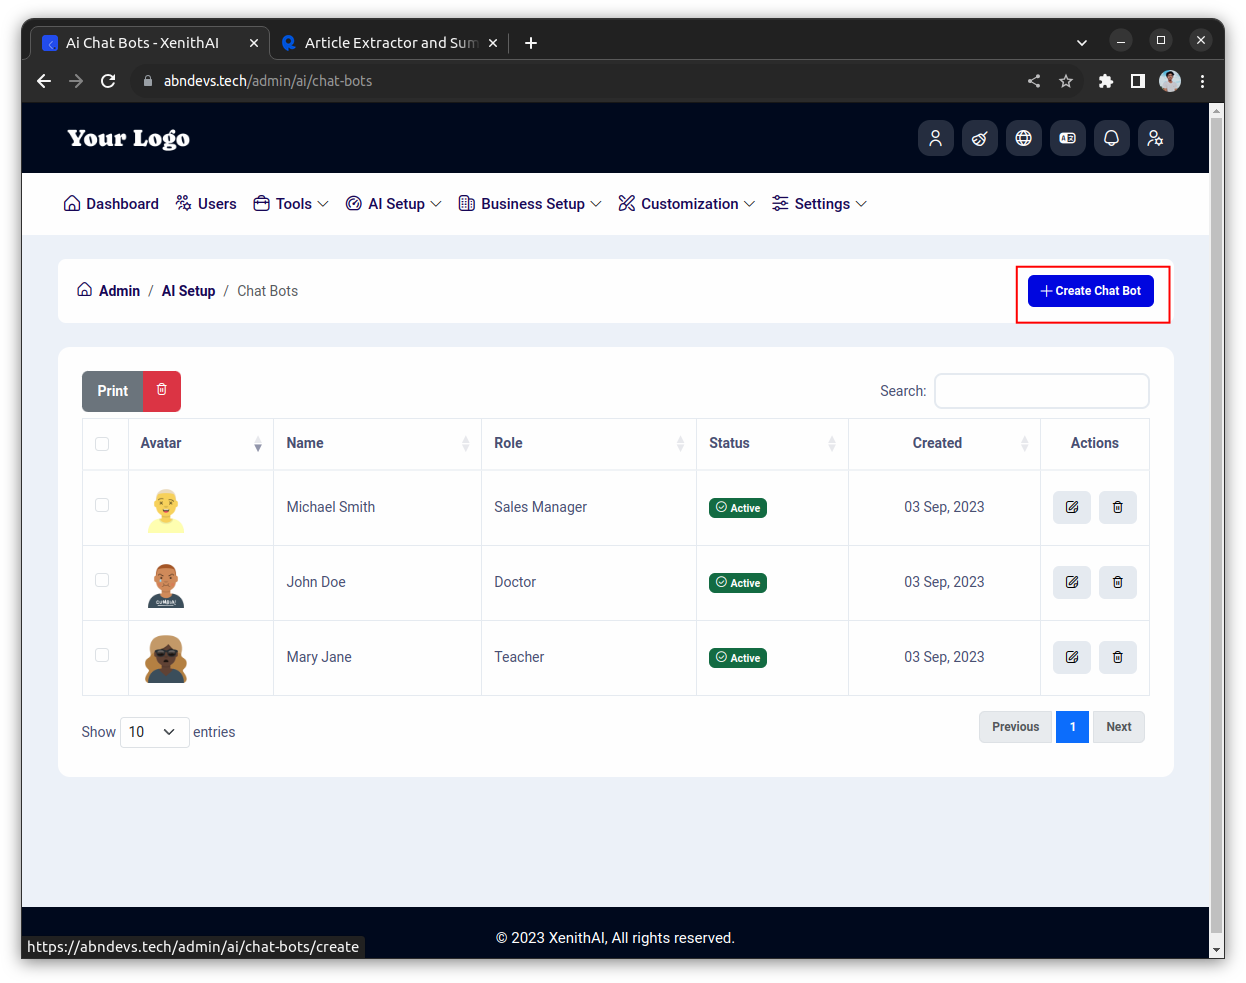 Ai Chat Bots - XenithAI
Article Extractor and Sum
abndevs.tech/admin/ai/chat-bots
Your Logo
Dashboard Users Tools AI Setup Business Setup Customization Settings
Admin / AI Setup / Chat Bots
Create Chat Bot
Print
Search:
Avatar Name Role Status Created Actions
Michael Smith Sales Manager Active 03 Sep, 2023
John Doe Doctor Active 03 Sep, 2023
Mary Jane Teacher Active 03 Sep, 2023
Show 10 entries
Previous 1 Next
© 2023 XenithAI, All rights reserved.
https://abndevs.tech/admin/ai/chat-bots/create